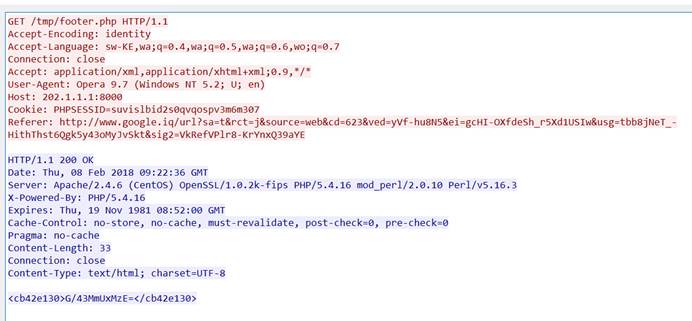 GET /tmp/footer.php HTTP/1.1
Accept-Encoding: identity
Accept-Language: sw-KE,wa;q=0.4,wa;q=0.5,wa;q=0.6,wo;q=0.7
Connection: close
Accept: application/xml,application/xhtml+xml;0.9,*/*
User-Agent: Opera 9.7 (Windows NT 5.2; U; en)
Host: 202.1.1.1:8000
Cookie: PHPSESSID=suvislbid2s0qvqospv3m6m307
Referer: http://www.google.iq/url?sa=t&rct=j&source=web&cd=623&ved=yVf-hu8N5&ei=gcHI-OXfdeSh_r5Xd1USIw&usg=tbb8jNeT_-
HithThst6Qgk5y43oMyJvSkt&sig2=VkRefVPlr8-KrYnxQ39aYE
HTTP/1.1 200 OK
Date: Thu, 08 Feb 2018 09:22:36 GMT
Server: Apache/2.4.6 (CentOS) OpenSSL/1.0.2k-fips PHP/5.4.16 mod_perl/2.0.10 Perl/v5.16.3
X-Powered-By: PHP/5.4.16
Expires: Thu, 19 Nov 1981 08:52:00 GMT
Cache-Control: no-store, no-cache, must-revalidate, post-check=0, pre-check=0
Pragma: no-cache
Content-Length: 33
Connection: close
Content-Type: text/html; charset=UTF-8
<cb42e130>G/43MmUxMzE=</cb42e130>